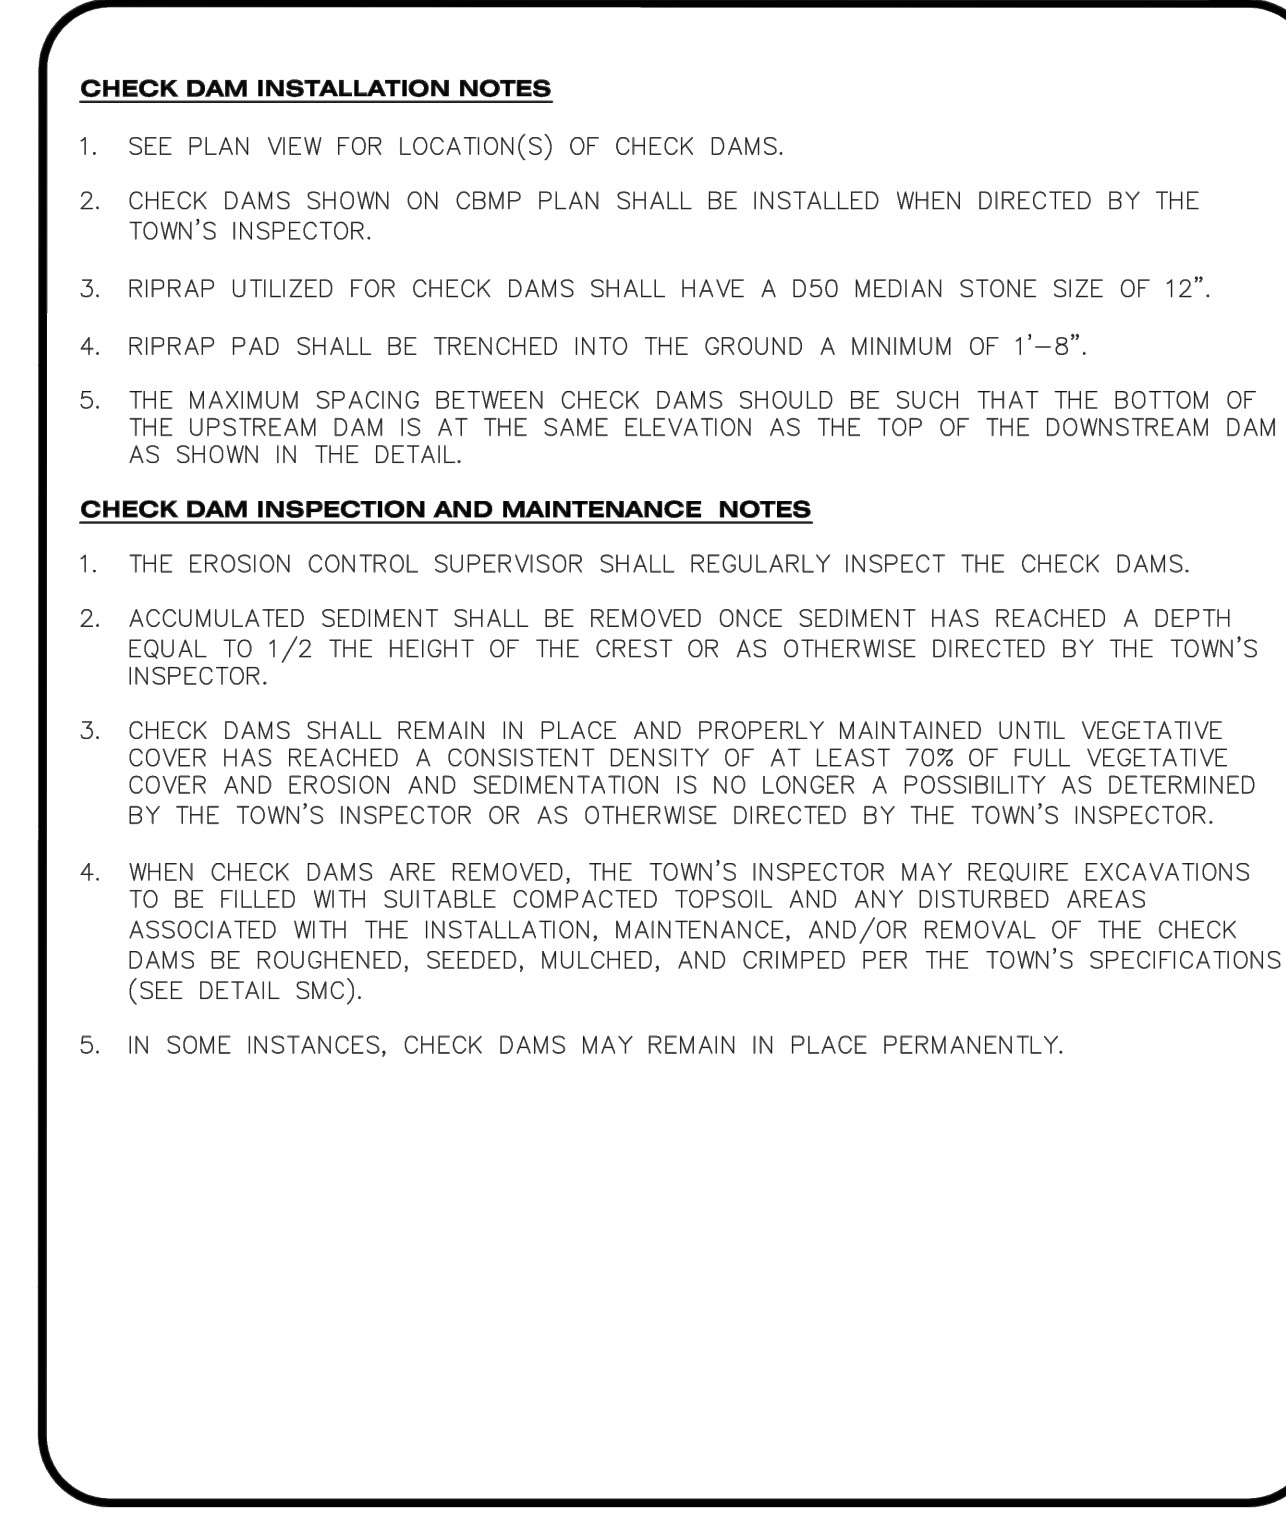 CHECK DAM INSTALLATION NOTES
1. SEE PLAN VIEW FOR LOCATION(S) OF CHECK DAMS.
2. CHECK DAMS SHOWN ON CBMP PLAN SHALL BE INSTALLED WHEN DIRECTED BY THE
TOWN'S INSPECTOR.
3. RIPRAP UTILIZED FOR CHECK DAMS SHALL HAVE A D50 MEDIAN STONE SIZE OF 12".
4. RIPRAP PAD SHALL BE TRENCHED INTO THE GROUND A MINIMUM OF 1'-8".
5. THE MAXIMUM SPACING BETWEEN CHECK DAMS SHOULD BE SUCH THAT THE BOTTOM OF
THE UPSTREAM DAM IS AT THE SAME ELEVATION AS THE TOP OF THE DOWNSTREAM DAM
AS SHOWN IN THE DETAIL.
CHECK DAM INSPECTION AND MAINTENANCE NOTES
1. THE EROSION CONTROL SUPERVISOR SHALL REGULARLY INSPECT THE CHECK DAMS.
2. ACCUMULATED SEDIMENT SHALL BE REMOVED ONCE SEDIMENT HAS REACHED A DEPTH
EQUAL TO 1/2 THE HEIGHT OF THE CREST OR AS OTHERWISE DIRECTED BY THE TOWN'S
INSPECTOR.
3. CHECK DAMS SHALL REMAIN IN PLACE AND PROPERLY MAINTAINED UNTIL VEGETATIVE
COVER HAS REACHED A CONSISTENT DENSITY OF AT LEAST 70% OF FULL VEGETATIVE
COVER AND EROSION AND SEDIMENTATION IS NO LONGER A POSSIBILITY AS DETERMINED
BY THE TOWN'S INSPECTOR OR AS OTHERWISE DIRECTED BY THE TOWN'S INSPECTOR.
4. WHEN CHECK DAMS ARE REMOVED, THE TOWN'S INSPECTOR MAY REQUIRE EXCAVATIONS
TO BE FILLED WITH SUITABLE COMPACTED TOPSOIL AND ANY DISTURBED AREAS
ASSOCIATED WITH THE INSTALLATION, MAINTENANCE, AND/OR REMOVAL OF THE CHECK
DAMS BE ROUGHENED, SEEDED, MULCHED, AND CRIMPED PER THE TOWN'S SPECIFICATIONS
(SEE DETAIL SMC).
5. IN SOME INSTANCES, CHECK DAMS MAY REMAIN IN PLACE PERMANENTLY.